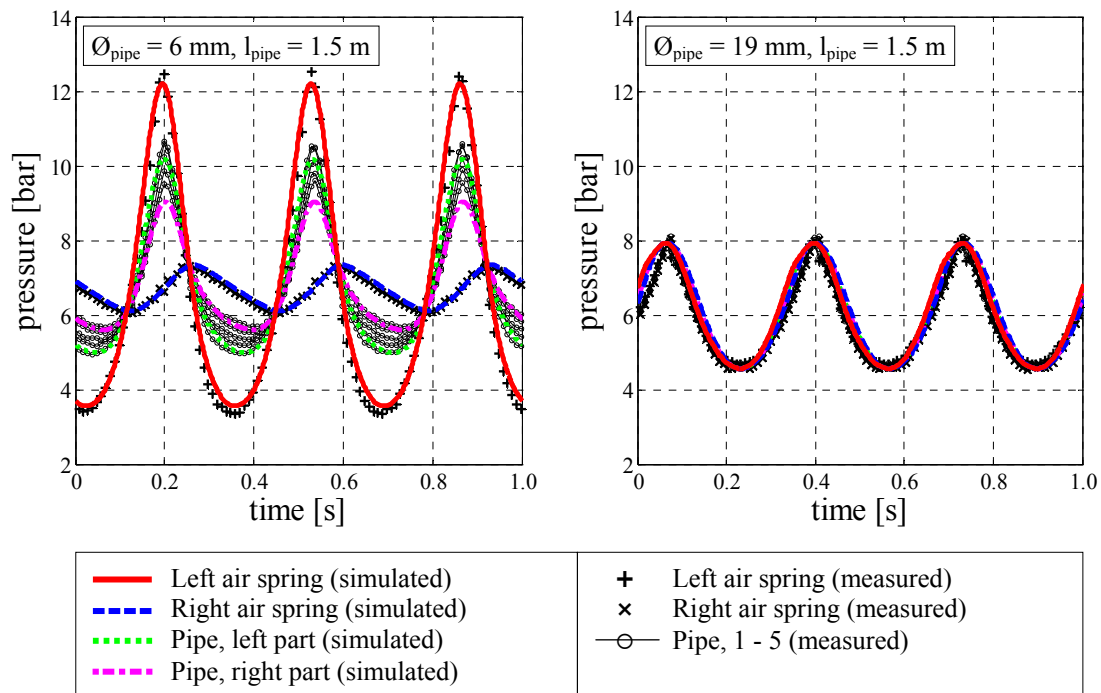 Øpipe = 6 mm, lpipe = 1.5 m
14
12
10
8
6
4
2
pressure [bar]
0 0.2 0.4 0.6 0.8 1.0
time [s]
Øpipe = 19 mm, lpipe = 1.5 m
14
12
10
8
6
4
2
pressure [bar]
0 0.2 0.4 0.6 0.8 1.0
time [s]
Left air spring (simulated)
Right air spring (simulated)
Pipe, left part (simulated)
Pipe, right part (simulated)
Left air spring (measured)
Right air spring (measured)
Pipe, 1 - 5 (measured)